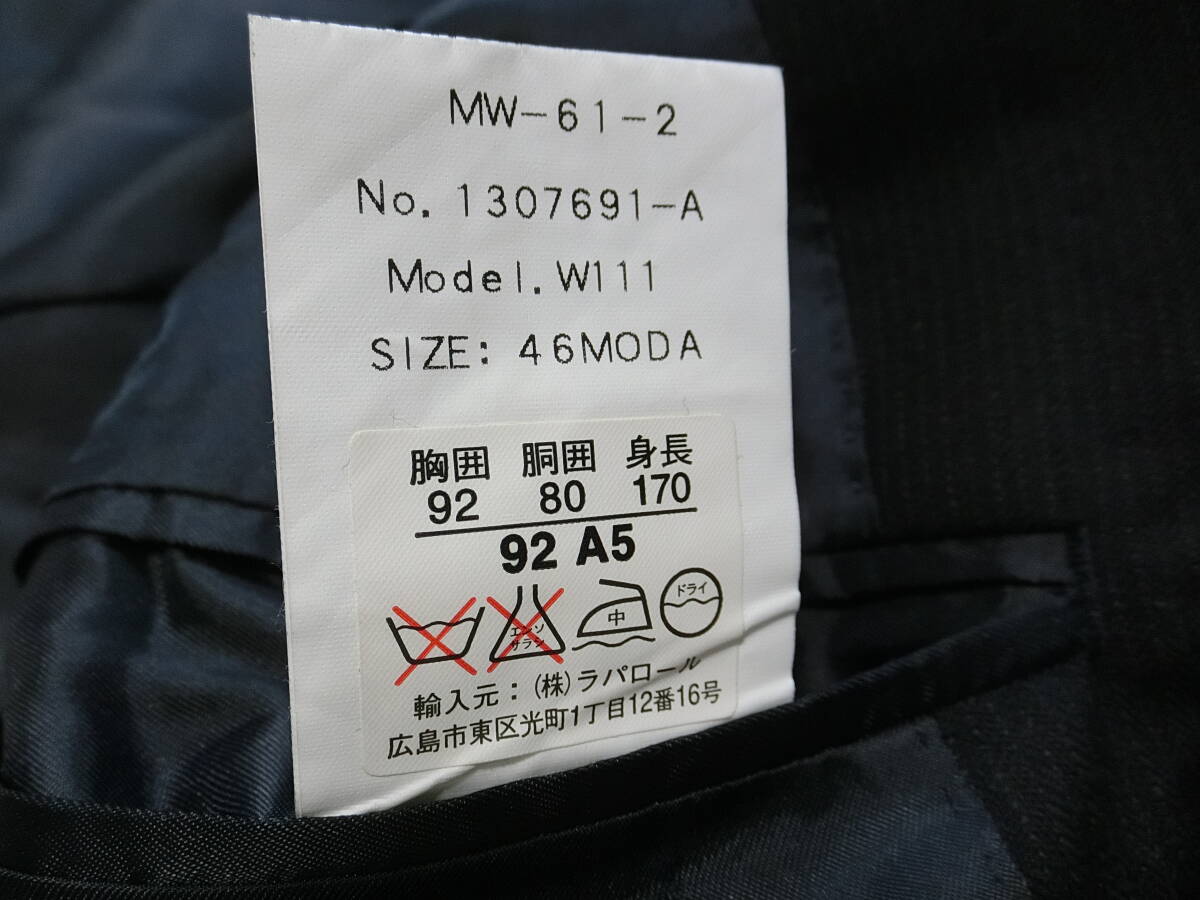 MW-61-2
No. 1307691-A
Model. W111
SIZE: 46MODA
胸囲 胴囲 身長
92 80 170
92 A5
エンソ サラシ 中 ドライ
輸入元：(株)ラパロール
広島市東区光町1丁目12番16号